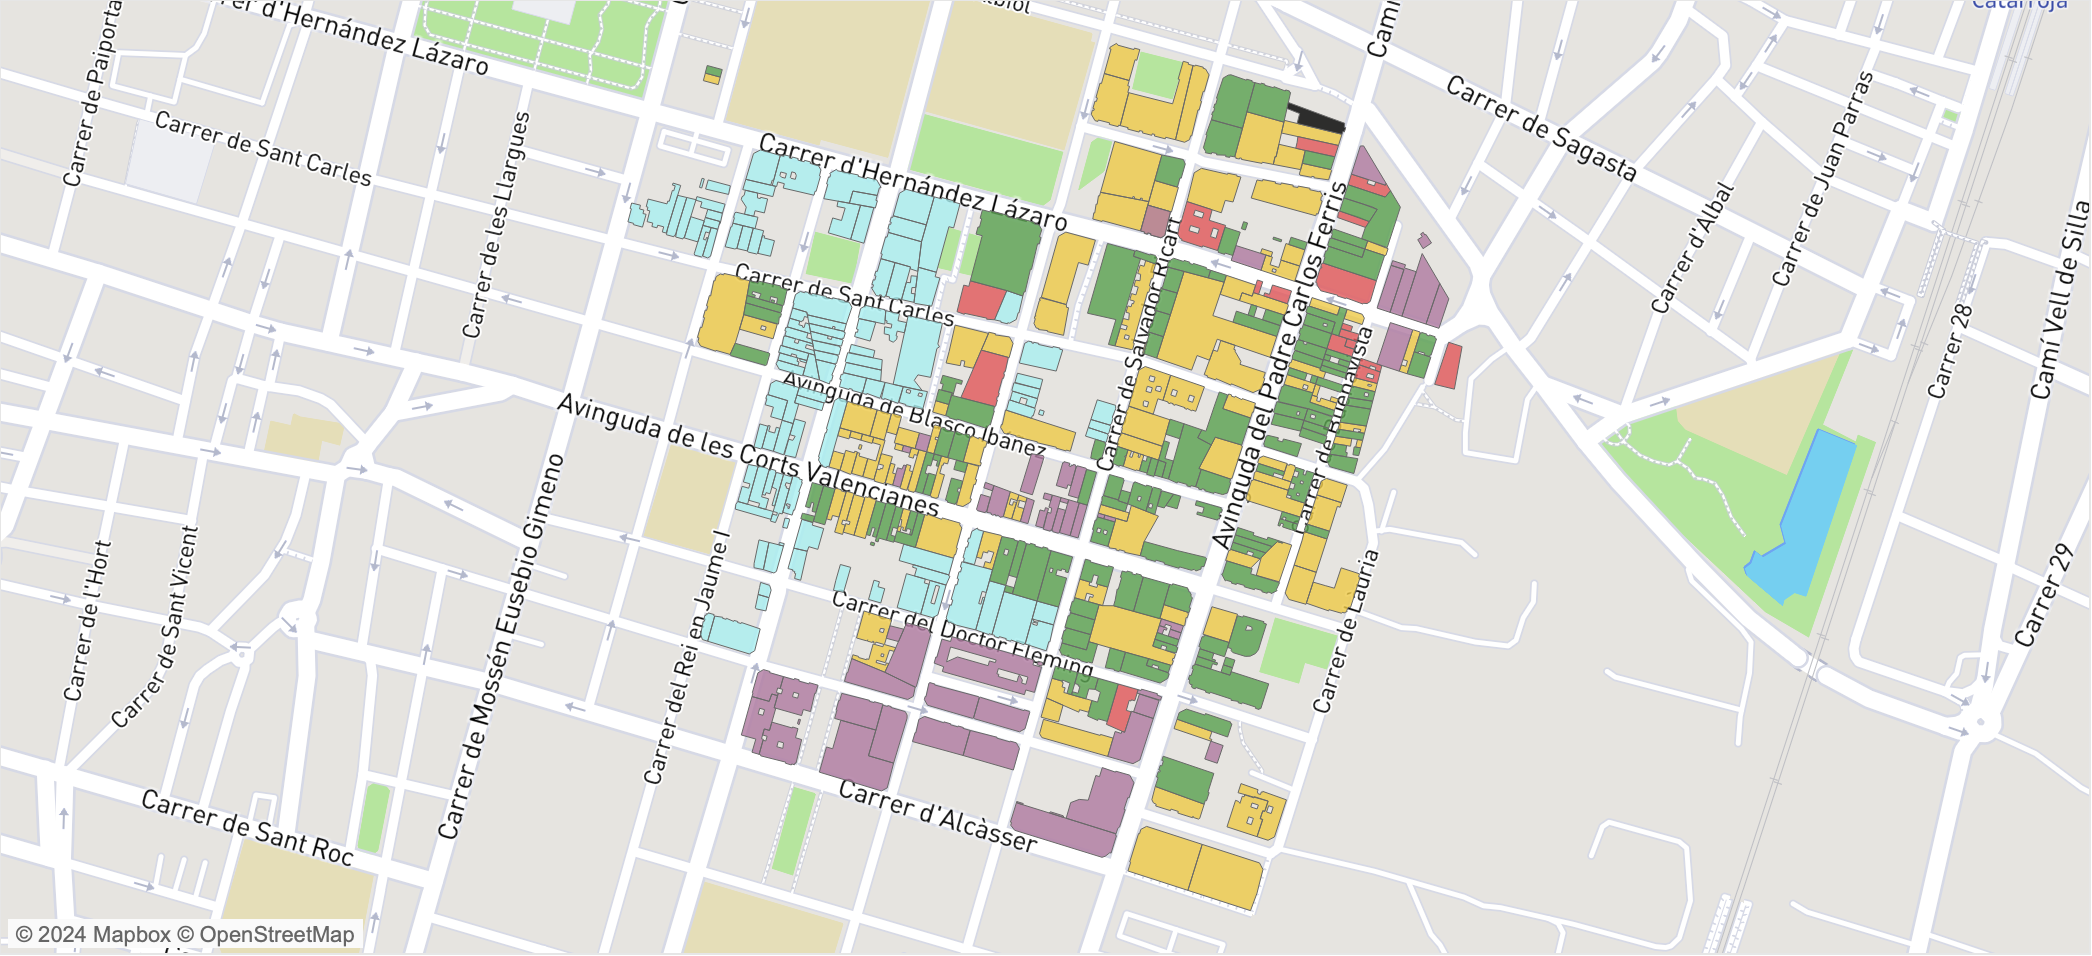 Catarroja
Carrer de Paiporta
Carrer d'Hernández Lázaro
Camí
Carrer de Sagasta
Carrer de Juan Parras
Carrer de Sant Carles
Carrer de les Llargues
Carrer d'Hernández Lázaro
Carrer d'Albal
Camí Vell de Silla
Carrer de Sant Carles
Carrer de Salvador Ricart
Avinguda del Padre Carlos Ferris
Carrer de Buenavista
Carrer 28
Avinguda de Blasco Ibáñez
Avinguda de les Corts Valencianes
Carrer de l'Hort
Carrer de Sant Vicent
Carrer de Mossén Eusebio Gimeno
Carrer del Rei en Jaume I
Carrer del Doctor Fleming
Carrer de Lauria
Carrer 29
Carrer de Sant Roc
Carrer d'Alcàsser
© 2024 Mapbox © OpenStreetMap